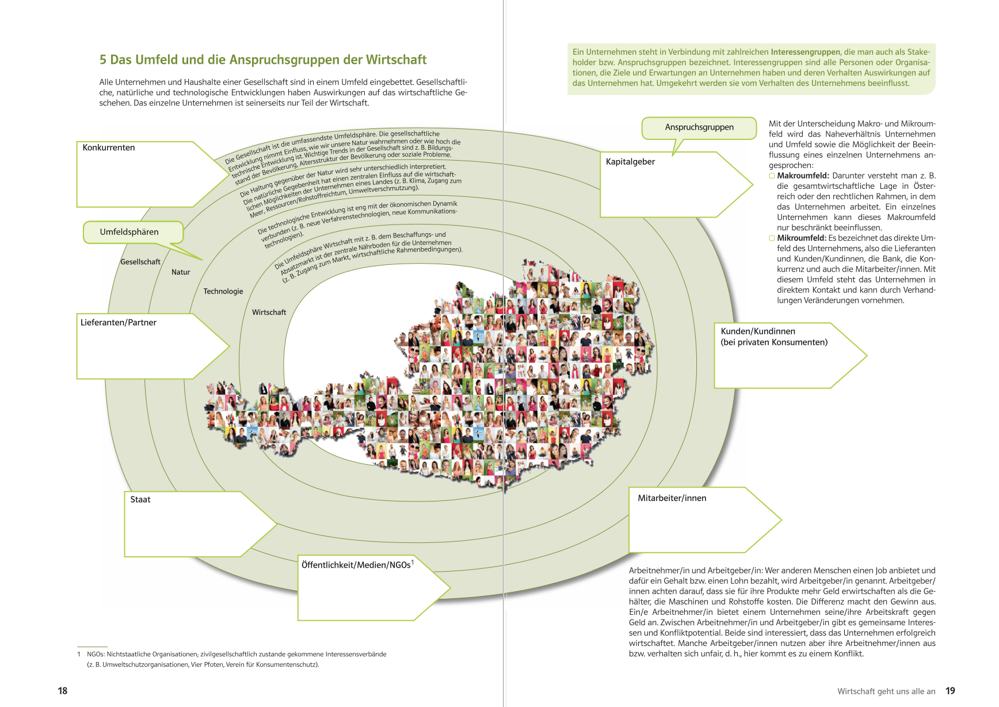 5 Das Umfeld und die Anspruchsgruppen der Wirtschaft
Alle Unternehmen und Haushalte einer Gesellschaft sind in einem Umfeld eingebettet. Gesellschaftli-
che, natürliche und technologische Entwicklungen haben Auswirkungen auf das wirtschaftliche Ge-
schehen. Das einzelne Unternehmen ist seinerseits nur Teil der Wirtschaft.
Konkurrenten
Die Gesellschaft ist die umfassendste Umfeldsphäre. Die gesellschaftliche
Entwicklung nimmt Einfluss, wie wir unsere Natur wahrnehmen oder wie hoch die
technische Entwicklung ist. Wichtige Trends in der Gesellschaft sind z. B. Bildungs-
stand der Bevölkerung, Altersstruktur der Bevölkerung oder soziale Probleme.
Die Haltung gegenüber der Natur wird sehr unterschiedlich interpretiert.
Die natürliche Gegebenheit hat einen zentralen Einfluss auf die wirtschaft-
lichen Möglichkeiten der Unternehmen eines Landes (z. B. Klima, Zugang zum
Meer, Ressourcen/Rohstoffreichtum, Umweltverschmutzung).
Die technologische Entwicklung ist eng mit der ökonomischen Dynamik
verbunden (z. B. neue Verfahrenstechnologien, neue Kommunikations-
technologien).
Die Umfeldsphäre Wirtschaft mit z. B. dem Beschaffungs- und
Absatzmarkt ist der zentrale Nährboden für die Unternehmen
(z. B. Zugang zum Markt, wirtschaftliche Rahmenbedingungen).
Umfeldsphären
Gesellschaft
Natur
Technologie
Wirtschaft
Lieferanten/Partner
Staat
Öffentlichkeit/Medien/NGOs1
1 NGOs: Nichtstaatliche Organisationen; zivilgesellschaftlich zustande gekommene Interessensverbände
(z. B. Umweltschutzorganisationen, Vier Pfoten, Verein für Konsumentenschutz).
18
Ein Unternehmen steht in Verbindung mit zahlreichen Interessengruppen, die man auch als Stake-
holder bzw. Anspruchsgruppen bezeichnet. Interessengruppen sind alle Personen oder Organisa-
tionen, die Ziele und Erwartungen an Unternehmen haben und deren Verhalten Auswirkungen auf
das Unternehmen hat. Umgekehrt werden sie vom Verhalten des Unternehmens beeinflusst.
Anspruchsgruppen
Kapitalgeber
Mit der Unterscheidung Makro- und Mikroum-
feld wird das Naheverhältnis Unternehmen
und Umfeld sowie die Möglichkeit der Beein-
flussung eines einzelnen Unternehmens an-
gesprochen:
Makroumfeld: Darunter versteht man z. B.
die gesamtwirtschaftliche Lage in Öster-
reich oder den rechtlichen Rahmen, in dem
das Unternehmen arbeitet. Ein einzelnes
Unternehmen kann dieses Makroumfeld
nur beschränkt beeinflussen.
Mikroumfeld: Es bezeichnet das direkte Um-
feld des Unternehmens, also die Lieferanten
und Kunden/Kundinnen, die Bank, die Kon-
kurrenz und auch die Mitarbeiter/innen. Mit
diesem Umfeld steht das Unternehmen in
direktem Kontakt und kann durch Verhand-
lungen Veränderungen vornehmen.
Kunden/Kundinnen
(bei privaten Konsumenten)
Mitarbeiter/innen
Arbeitnehmer/in und Arbeitgeber/in: Wer anderen Menschen einen Job anbietet und
dafür ein Gehalt bzw. einen Lohn bezahlt, wird Arbeitgeber/in genannt. Arbeitgeber/
innen achten darauf, dass sie für ihre Produkte mehr Geld erwirtschaften als die Ge-
hälter, die Maschinen und Rohstoffe kosten. Die Differenz macht den Gewinn aus.
Ein/e Arbeitnehmer/in bietet einem Unternehmen seine/ihre Arbeitskraft gegen
Geld an. Zwischen Arbeitnehmer/in und Arbeitgeber/in gibt es gemeinsame Interes-
sen und Konfliktpotential. Beide sind interessiert, dass das Unternehmen erfolgreich
wirtschaftet. Manche Arbeitgeber/innen nutzen aber ihre Arbeitnehmer/innen aus
bzw. verhalten sich unfair, d. h., hier kommt es zu einem Konflikt.
Wirtschaft geht uns alle an 19